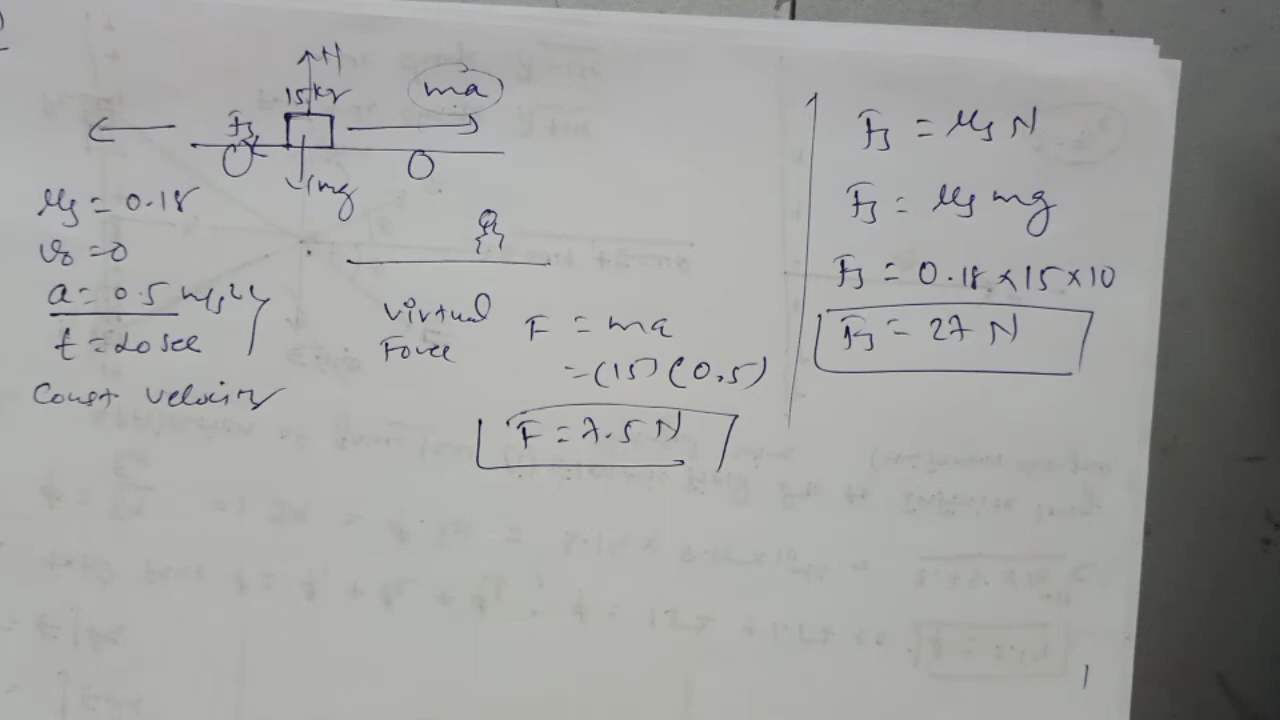 N
15kg
ma
Fs
mg
μs = 0.18
v0 = 0
a = 0.5 m/s²
t = 20 sec
Const velocity
Virtual
Force
F = ma
= (15) (0.5)
F = 7.5 N
Fs = μs N
Fs = μs mg
Fs = 0.18 × 15 × 10
Fs = 27 N